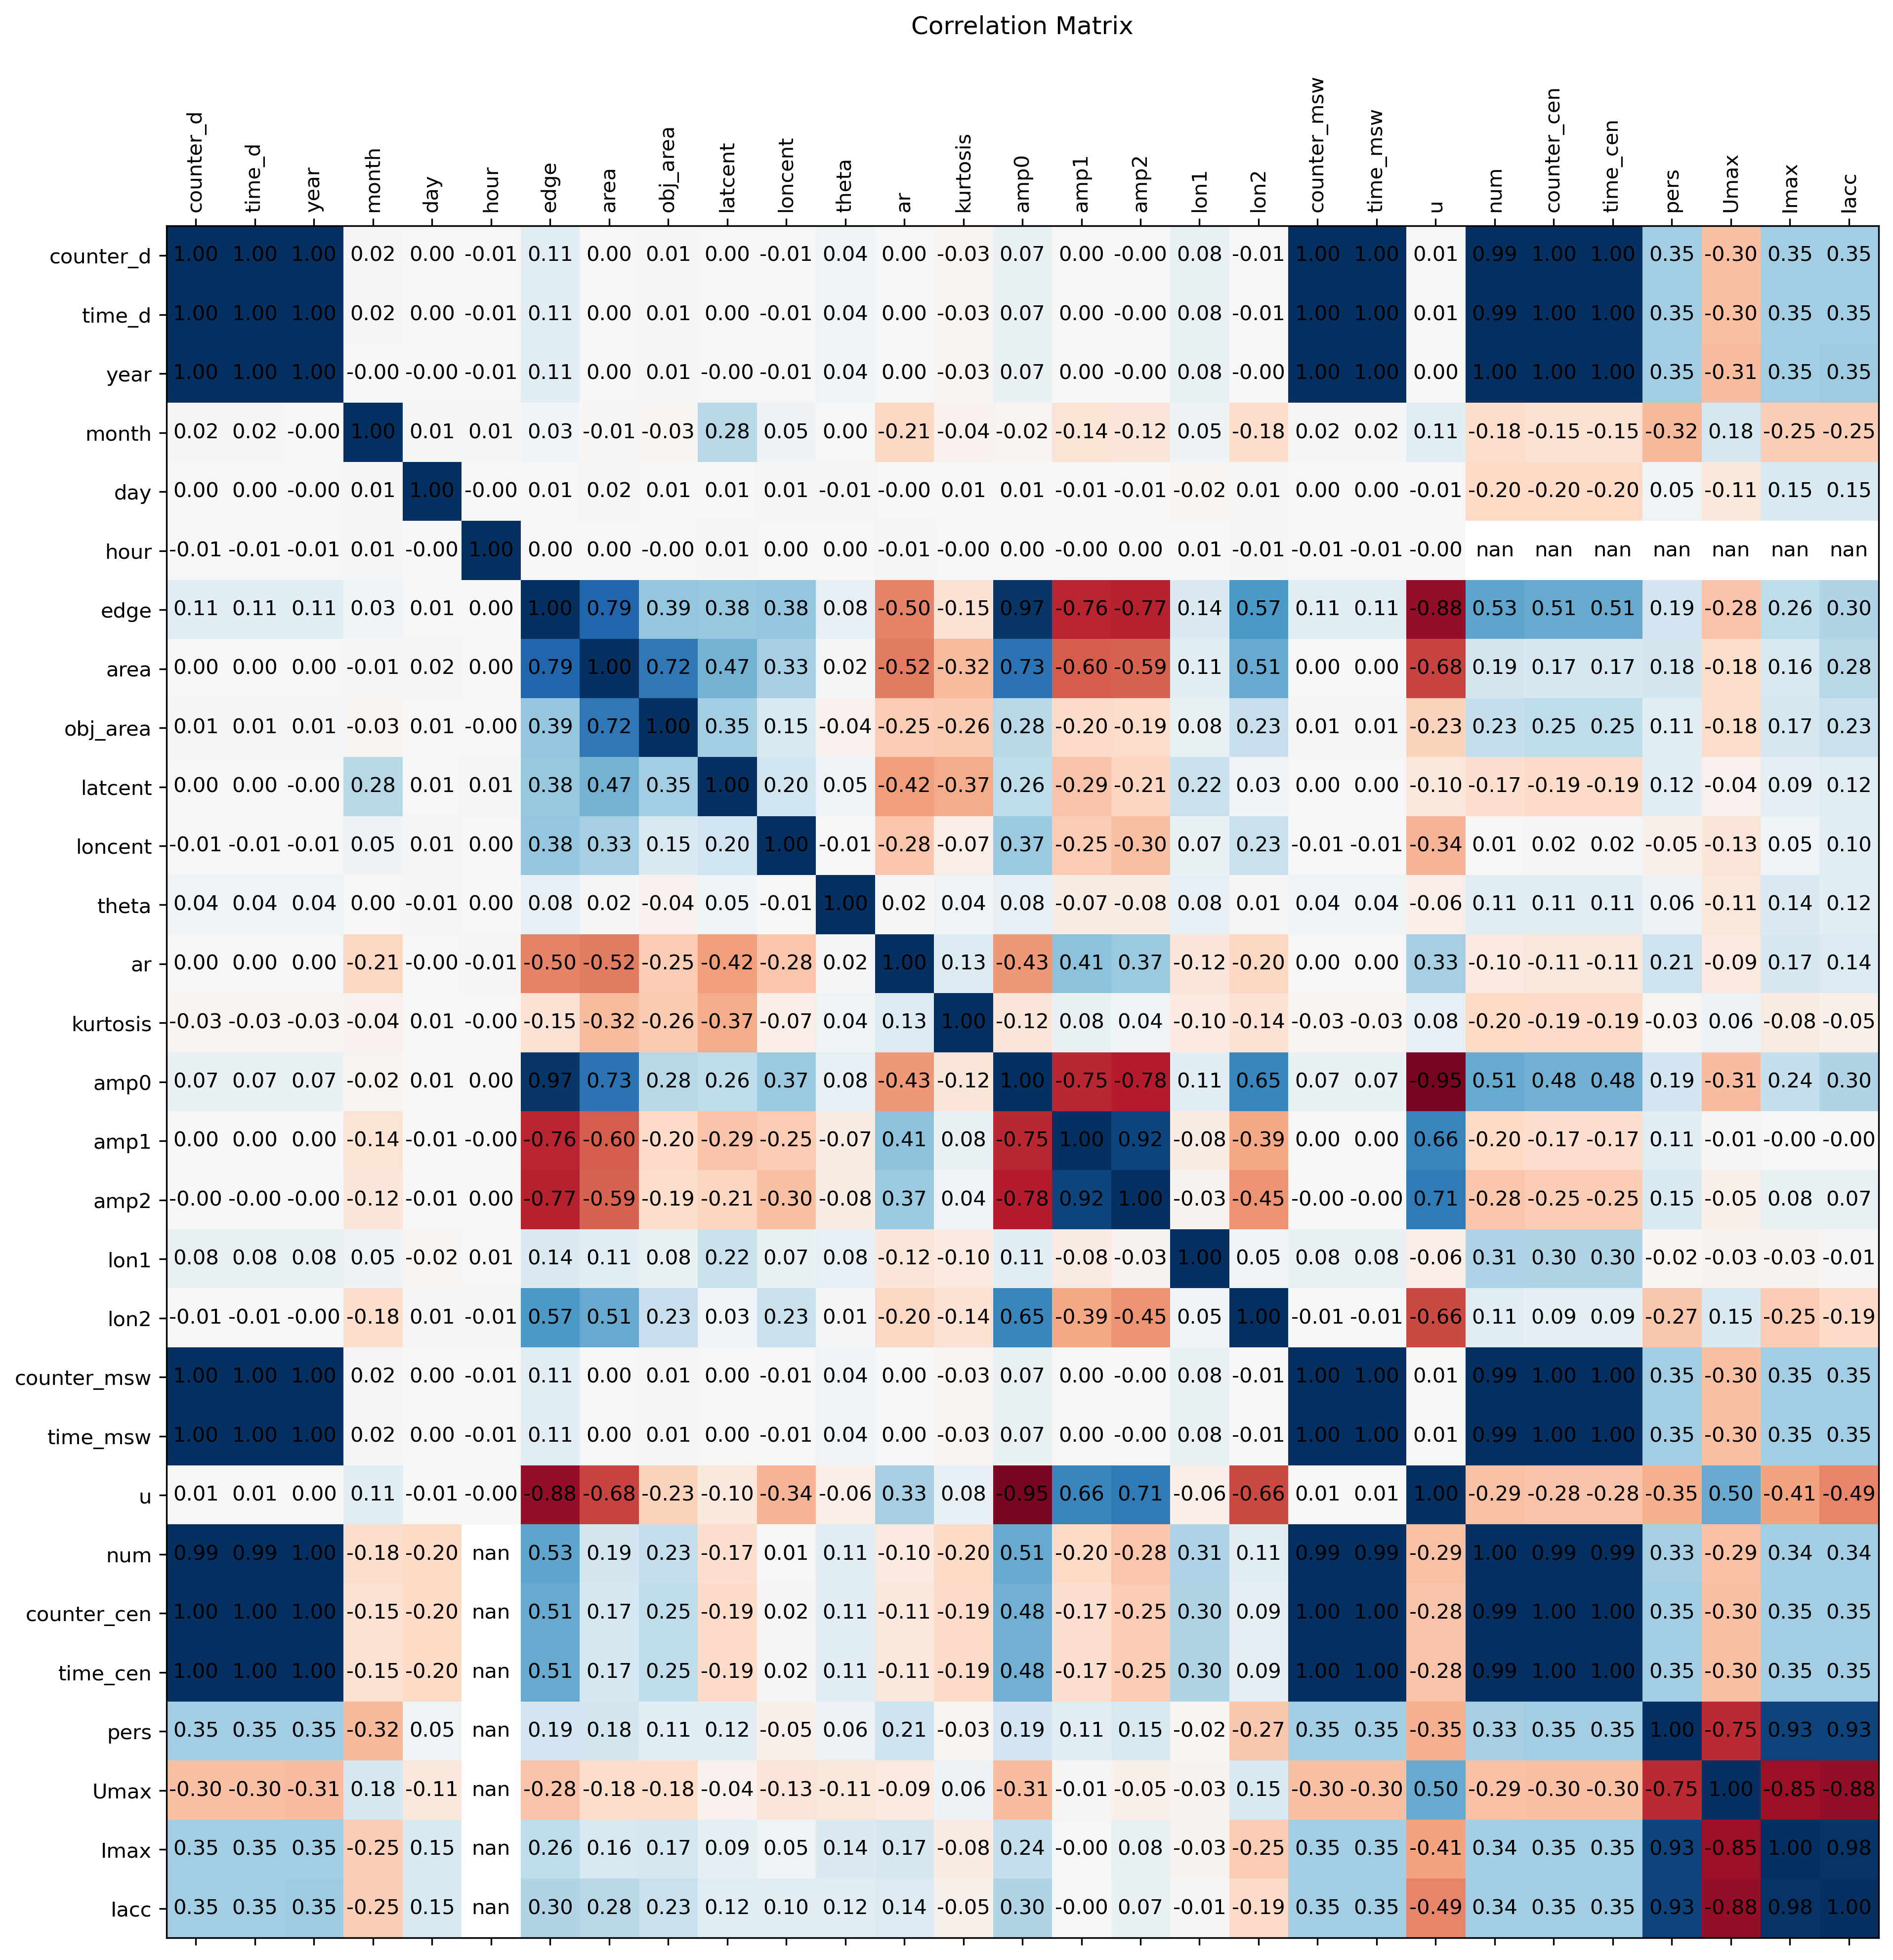 Correlation Matrix
counter_d time_d year month day hour edge area obj_area latcent loncent theta ar kurtosis amp0 amp1 amp2 lon1 lon2 counter_msw time_msw u num counter_cen time_cen pers Umax Imax Iacc
counter_d 1.00 1.00 1.00 0.02 0.00 -0.01 0.11 0.00 0.01 0.00 -0.01 0.04 0.00 -0.03 0.07 0.00 -0.00 0.08 -0.01 1.00 1.00 0.01 0.99 1.00 1.00 0.35 -0.30 0.35 0.35
time_d 1.00 1.00 1.00 0.02 0.00 -0.01 0.11 0.00 0.01 0.00 -0.01 0.04 0.00 -0.03 0.07 0.00 -0.00 0.08 -0.01 1.00 1.00 0.01 0.99 1.00 1.00 0.35 -0.30 0.35 0.35
year 1.00 1.00 1.00 -0.00 -0.00 -0.01 0.11 0.00 0.01 -0.00 -0.01 0.04 0.00 -0.03 0.07 0.00 -0.00 0.08 -0.00 1.00 1.00 0.00 1.00 1.00 1.00 0.35 -0.31 0.35 0.35
month 0.02 0.02 -0.00 1.00 0.01 0.01 0.03 -0.01 -0.03 0.28 0.05 0.00 -0.21 -0.04 -0.02 -0.14 -0.12 0.05 -0.18 0.02 0.02 0.11 -0.18 -0.15 -0.15 -0.32 0.18 -0.25 -0.25
day 0.00 0.00 -0.00 0.01 1.00 -0.00 0.01 0.02 0.01 0.01 0.01 -0.01 -0.00 0.01 0.01 -0.01 -0.01 -0.02 0.01 0.00 0.00 -0.01 -0.20 -0.20 -0.20 0.05 -0.11 0.15 0.15
hour -0.01 -0.01 -0.01 0.01 -0.00 1.00 0.00 0.00 -0.00 0.01 0.00 0.00 -0.01 -0.00 0.00 -0.00 0.00 0.01 -0.01 -0.01 -0.01 -0.00 nan nan nan nan nan nan nan
edge 0.11 0.11 0.11 0.03 0.01 0.00 1.00 0.79 0.39 0.38 0.38 0.08 -0.50 -0.15 0.97 -0.76 -0.77 0.14 0.57 0.11 0.11 -0.88 0.53 0.51 0.51 0.19 -0.28 0.26 0.30
area 0.00 0.00 0.00 -0.01 0.02 0.00 0.79 1.00 0.72 0.47 0.33 0.02 -0.52 -0.32 0.73 -0.60 -0.59 0.11 0.51 0.00 0.00 -0.68 0.19 0.17 0.17 0.18 -0.18 0.16 0.28
obj_area 0.01 0.01 0.01 -0.03 0.01 -0.00 0.39 0.72 1.00 0.35 0.15 -0.04 -0.25 -0.26 0.28 -0.20 -0.19 0.08 0.23 0.01 0.01 -0.23 0.23 0.25 0.25 0.11 -0.18 0.17 0.23
latcent 0.00 0.00 -0.00 0.28 0.01 0.01 0.38 0.47 0.35 1.00 0.20 0.05 -0.42 -0.37 0.26 -0.29 -0.21 0.22 0.03 0.00 0.00 -0.10 -0.17 -0.19 -0.19 0.12 -0.04 0.09 0.12
loncent -0.01 -0.01 -0.01 0.05 0.01 0.00 0.38 0.33 0.15 0.20 1.00 -0.01 -0.28 -0.07 0.37 -0.25 -0.30 0.07 0.23 -0.01 -0.01 -0.34 0.01 0.02 0.02 -0.05 -0.13 0.05 0.10
theta 0.04 0.04 0.04 0.00 -0.01 0.00 0.08 0.02 -0.04 0.05 -0.01 1.00 0.02 0.04 0.08 -0.07 -0.08 0.08 0.01 0.04 0.04 -0.06 0.11 0.11 0.11 0.06 -0.11 0.14 0.12
ar 0.00 0.00 0.00 -0.21 -0.00 -0.01 -0.50 -0.52 -0.25 -0.42 -0.28 0.02 1.00 0.13 -0.43 0.41 0.37 -0.12 -0.20 0.00 0.00 0.33 -0.10 -0.11 -0.11 0.21 -0.09 0.17 0.14
kurtosis -0.03 -0.03 -0.03 -0.04 0.01 -0.00 -0.15 -0.32 -0.26 -0.37 -0.07 0.04 0.13 1.00 -0.12 0.08 0.04 -0.10 -0.14 -0.03 -0.03 0.08 -0.20 -0.19 -0.19 -0.03 0.06 -0.08 -0.05
amp0 0.07 0.07 0.07 -0.02 0.01 0.00 0.97 0.73 0.28 0.26 0.37 0.08 -0.43 -0.12 1.00 -0.75 -0.78 0.11 0.65 0.07 0.07 -0.95 0.51 0.48 0.48 0.19 -0.31 0.24 0.30
amp1 0.00 0.00 0.00 -0.14 -0.01 -0.00 -0.76 -0.60 -0.20 -0.29 -0.25 -0.07 0.41 0.08 -0.75 1.00 0.92 -0.08 -0.39 0.00 0.00 0.66 -0.20 -0.17 -0.17 0.11 -0.01 -0.00 -0.00
amp2 -0.00 -0.00 -0.00 -0.12 -0.01 0.00 -0.77 -0.59 -0.19 -0.21 -0.30 -0.08 0.37 0.04 -0.78 0.92 1.00 -0.03 -0.45 -0.00 -0.00 0.71 -0.28 -0.25 -0.25 0.15 -0.05 0.08 0.07
lon1 0.08 0.08 0.08 0.05 -0.02 0.01 0.14 0.11 0.08 0.22 0.07 0.08 -0.12 -0.10 0.11 -0.08 -0.03 1.00 0.05 0.08 0.08 -0.06 0.31 0.30 0.30 -0.02 -0.03 -0.03 -0.01
lon2 -0.01 -0.01 -0.00 -0.18 0.01 -0.01 0.57 0.51 0.23 0.03 0.23 0.01 -0.20 -0.14 0.65 -0.39 -0.45 0.05 1.00 -0.01 -0.01 -0.66 0.11 0.09 0.09 -0.27 0.15 -0.25 -0.19
counter_msw 1.00 1.00 1.00 0.02 0.00 -0.01 0.11 0.00 0.01 0.00 -0.01 0.04 0.00 -0.03 0.07 0.00 -0.00 0.08 -0.01 1.00 1.00 0.01 0.99 1.00 1.00 0.35 -0.30 0.35 0.35
time_msw 1.00 1.00 1.00 0.02 0.00 -0.01 0.11 0.00 0.01 0.00 -0.01 0.04 0.00 -0.03 0.07 0.00 -0.00 0.08 -0.01 1.00 1.00 0.01 0.99 1.00 1.00 0.35 -0.30 0.35 0.35
u 0.01 0.01 0.00 0.11 -0.01 -0.00 -0.88 -0.68 -0.23 -0.10 -0.34 -0.06 0.33 0.08 -0.95 0.66 0.71 -0.06 -0.66 0.01 0.01 1.00 -0.29 -0.28 -0.28 -0.35 0.50 -0.41 -0.49
num 0.99 0.99 1.00 -0.18 -0.20 nan 0.53 0.19 0.23 -0.17 0.01 0.11 -0.10 -0.20 0.51 -0.20 -0.28 0.31 0.11 0.99 0.99 -0.29 1.00 0.99 0.99 0.33 -0.29 0.34 0.34
counter_cen 1.00 1.00 1.00 -0.15 -0.20 nan 0.51 0.17 0.25 -0.19 0.02 0.11 -0.11 -0.19 0.48 -0.17 -0.25 0.30 0.09 1.00 1.00 -0.28 0.99 1.00 1.00 0.35 -0.30 0.35 0.35
time_cen 1.00 1.00 1.00 -0.15 -0.20 nan 0.51 0.17 0.25 -0.19 0.02 0.11 -0.11 -0.19 0.48 -0.17 -0.25 0.30 0.09 1.00 1.00 -0.28 0.99 1.00 1.00 0.35 -0.30 0.35 0.35
pers 0.35 0.35 0.35 -0.32 0.05 nan 0.19 0.18 0.11 0.12 -0.05 0.06 0.21 -0.03 0.19 0.11 0.15 -0.02 -0.27 0.35 0.35 -0.35 0.33 0.35 0.35 1.00 -0.75 0.93 0.93
Umax -0.30 -0.30 -0.31 0.18 -0.11 nan -0.28 -0.18 -0.18 -0.04 -0.13 -0.11 -0.09 0.06 -0.31 -0.01 -0.05 -0.03 0.15 -0.30 -0.30 0.50 -0.29 -0.30 -0.30 -0.75 1.00 -0.85 -0.88
Imax 0.35 0.35 0.35 -0.25 0.15 nan 0.26 0.16 0.17 0.09 0.05 0.14 0.17 -0.08 0.24 -0.00 0.08 -0.03 -0.25 0.35 0.35 -0.41 0.34 0.35 0.35 0.93 -0.85 1.00 0.98
Iacc 0.35 0.35 0.35 -0.25 0.15 nan 0.30 0.28 0.23 0.12 0.10 0.12 0.14 -0.05 0.30 -0.00 0.07 -0.01 -0.19 0.35 0.35 -0.49 0.34 0.35 0.35 0.93 -0.88 0.98 1.00